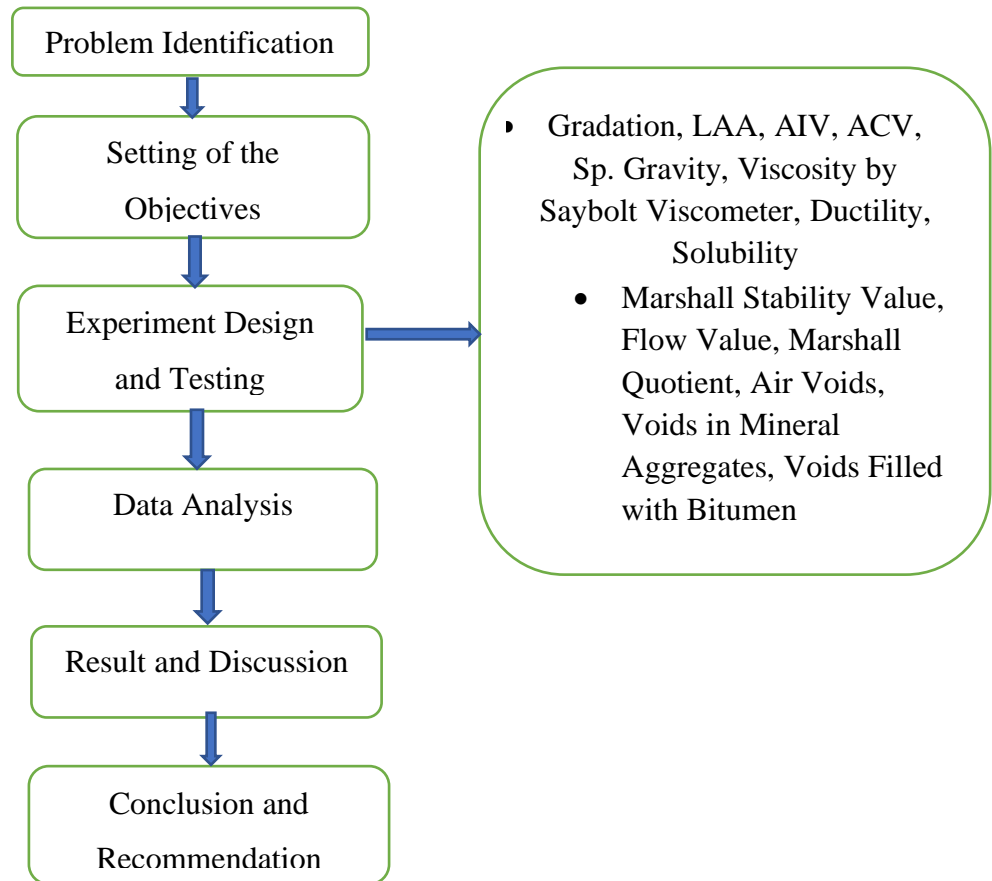 Problem Identification
Setting of the
Objectives
Experiment Design
and Testing
• Gradation, LAA, AIV, ACV,
Sp. Gravity, Viscosity by
Saybolt Viscometer, Ductility,
Solubility
• Marshall Stability Value,
Flow Value, Marshall
Quotient, Air Voids,
Voids in Mineral
Aggregates, Voids Filled
with Bitumen
Data Analysis
Result and Discussion
Conclusion and
Recommendation